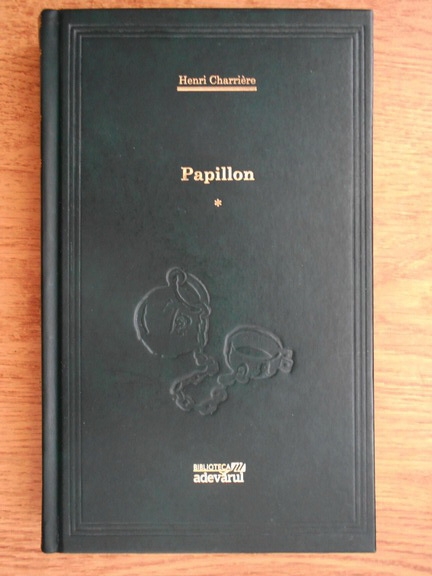 Henri Charrière
Papillon
*
BIBLIOTECA
adevărul